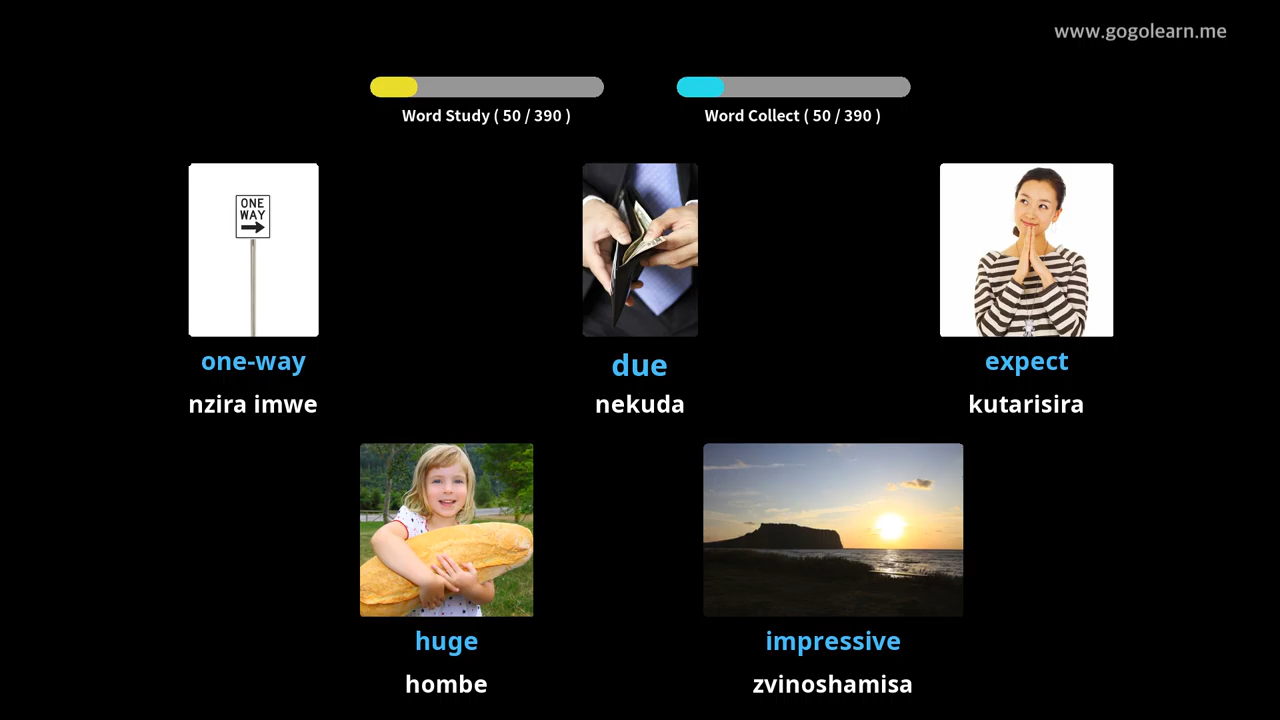 www.gogolearn.me
Word Study ( 50 / 390 )
Word Collect ( 50 / 390 )
ONE
WAY
one-way
nzira imwe
due
nekuda
expect
kutarisira
huge
hombe
impressive
zvinoshamisa